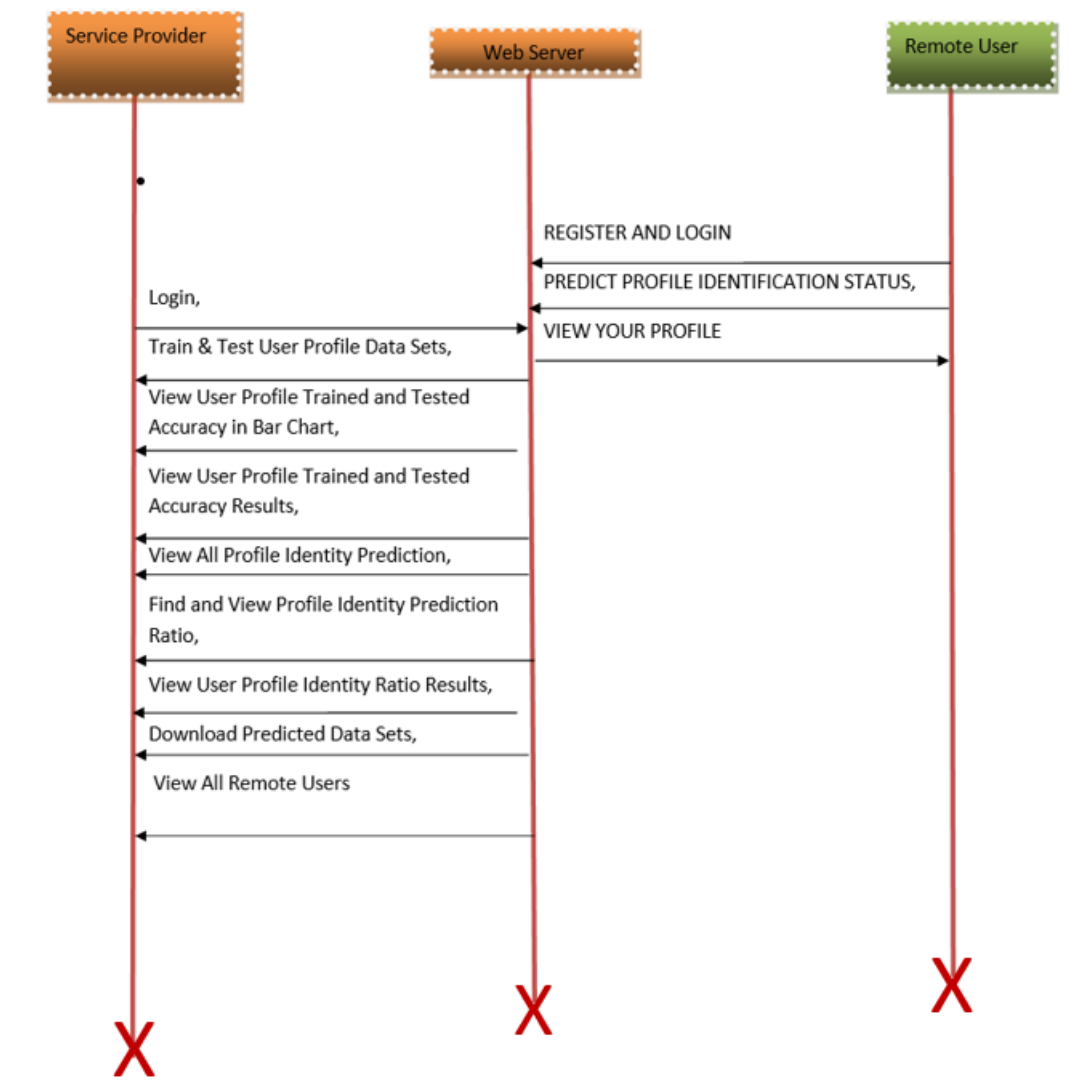 Service Provider
Web Server
Remote User
REGISTER AND LOGIN
PREDICT PROFILE IDENTIFICATION STATUS,
VIEW YOUR PROFILE
Login,
Train & Test User Profile Data Sets,
View User Profile Trained and Tested
Accuracy in Bar Chart,
View User Profile Trained and Tested
Accuracy Results,
View All Profile Identity Prediction,
Find and View Profile Identity Prediction
Ratio,
View User Profile Identity Ratio Results,
Download Predicted Data Sets,
View All Remote Users
X
X
X